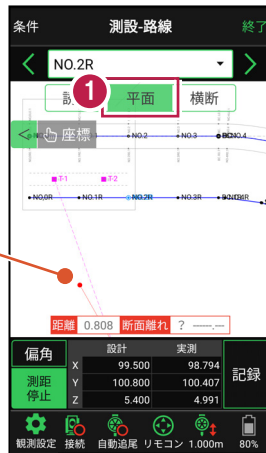 条件 測設-路線 終了
NO.2R
1 平面 横断
座標
NO.2 NO.3
T-1 T-2
NO,0R NO.1R NO.2R NO.3R
距離 0.808 断面離れ ? -----.---
偏角 設計 実測 記録
X 99.500 98.794
測距停止 Y 100.800 100.407
Z 5.400 4.991
観測設定 接続 自動追尾 リモコン 1.000m 80%